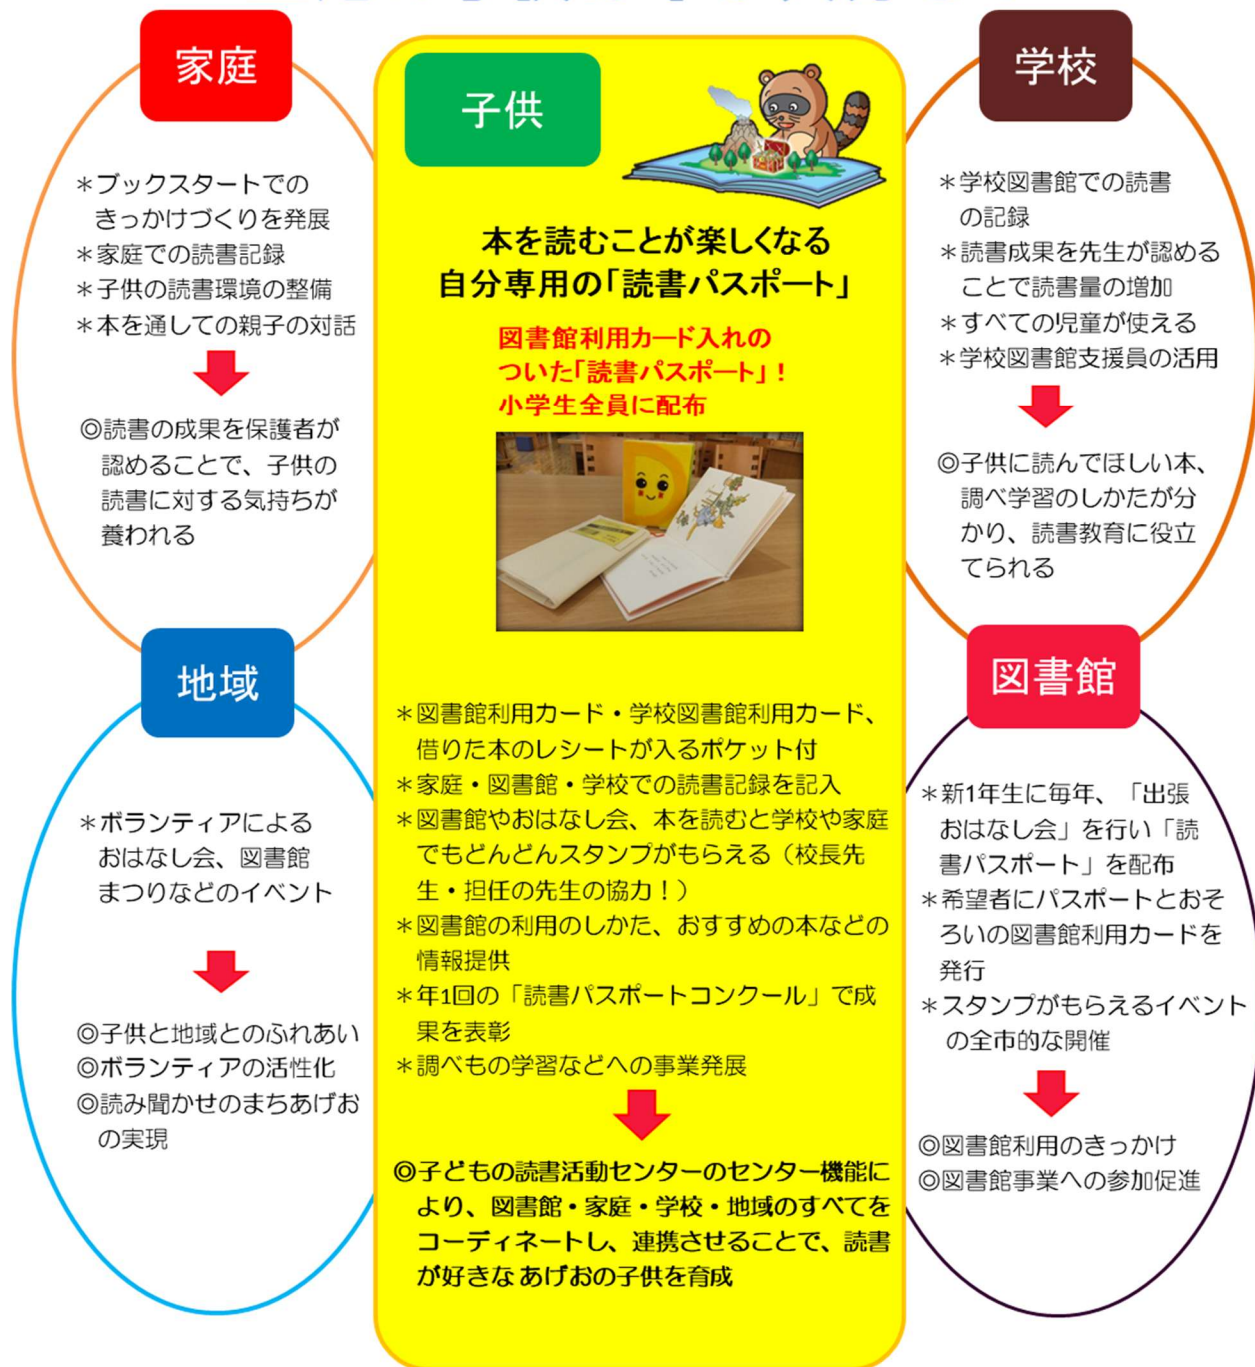 家庭
＊ブックスタートでの
きっかけづくりを発展
＊家庭での読書記録
＊子供の読書環境の整備
＊本を通しての親子の対話
◎読書の成果を保護者が
認めることで、子供の
読書に対する気持ちが
養われる
子供
本を読むことが楽しくなる
自分専用の「読書パスポート」
図書館利用カード入れの
ついた「読書パスポート」！
小学生全員に配布
＊図書館利用カード・学校図書館利用カード、
借りた本のレシートが入るポケット付
＊家庭・図書館・学校での読書記録を記入
＊図書館やおはなし会、本を読むと学校や家庭
でもどんどんスタンプがもらえる（校長先
生・担任の先生の協力！）
＊図書館の利用のしかた、おすすめの本などの
情報提供
＊年1回の「読書パスポートコンクール」で成
果を表彰
＊調べもの学習などへの事業発展
◎子どもの読書活動センターのセンター機能に
より、図書館・家庭・学校・地域のすべてを
コーディネートし、連携させることで、読書
が好きな あげおの子供を育成
学校
＊学校図書館での読書
の記録
＊読書成果を先生が認める
ことで読書量の増加
＊すべての児童が使える
＊学校図書館支援員の活用
◎子供に読んでほしい本、
調べ学習のしかたが分
かり、読書教育に役立
てられる
地域
＊ボランティアによる
おはなし会、図書館
まつりなどのイベント
◎子供と地域とのふれあい
◎ボランティアの活性化
◎読み聞かせのまちあげお
の実現
図書館
＊新1年生に毎年、「出張
おはなし会」を行い「読
書パスポート」を配布
＊希望者にパスポートとおそ
ろいの図書館利用カードを
発行
＊スタンプがもらえるイベント
の全市的な開催
◎図書館利用のきっかけ
◎図書館事業への参加促進